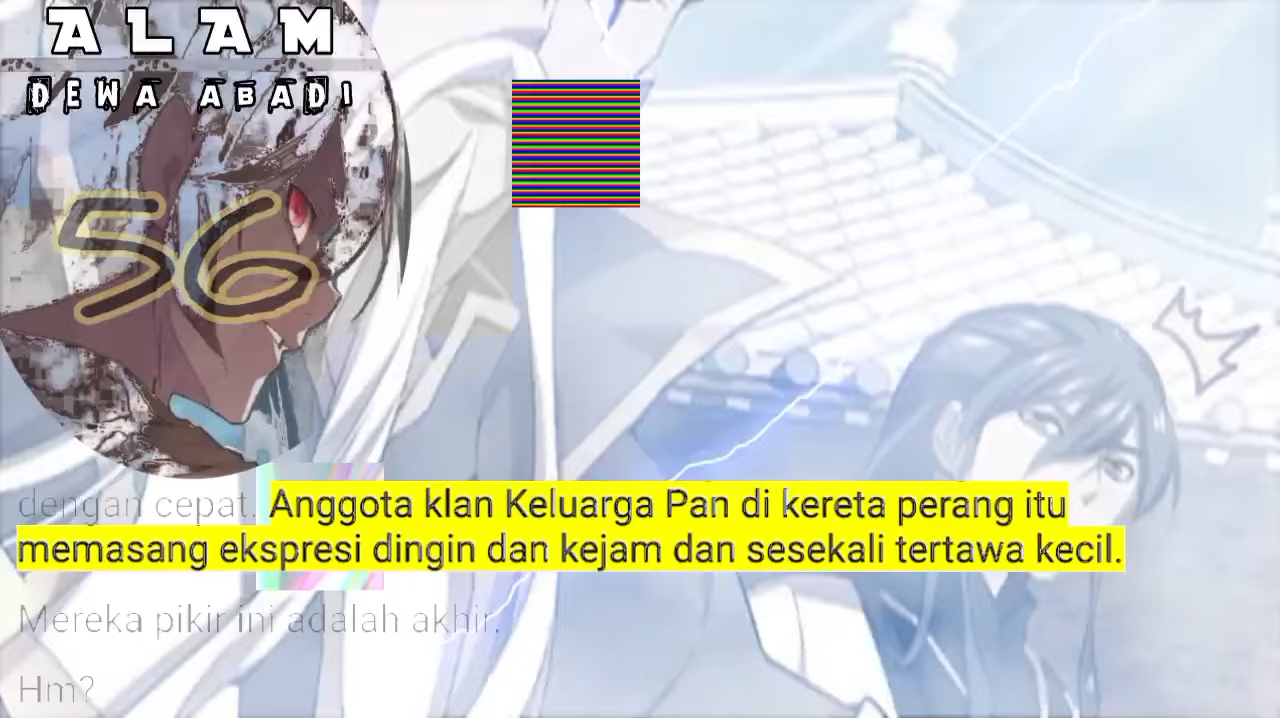 ALAM
DEWA ABADI
56
dengan cepat. Anggota klan Keluarga Pan di kereta perang itu
memasang ekspresi dingin dan kejam dan sesekali tertawa kecil.
Mereka pikir ini adalah akhir.
Hm?